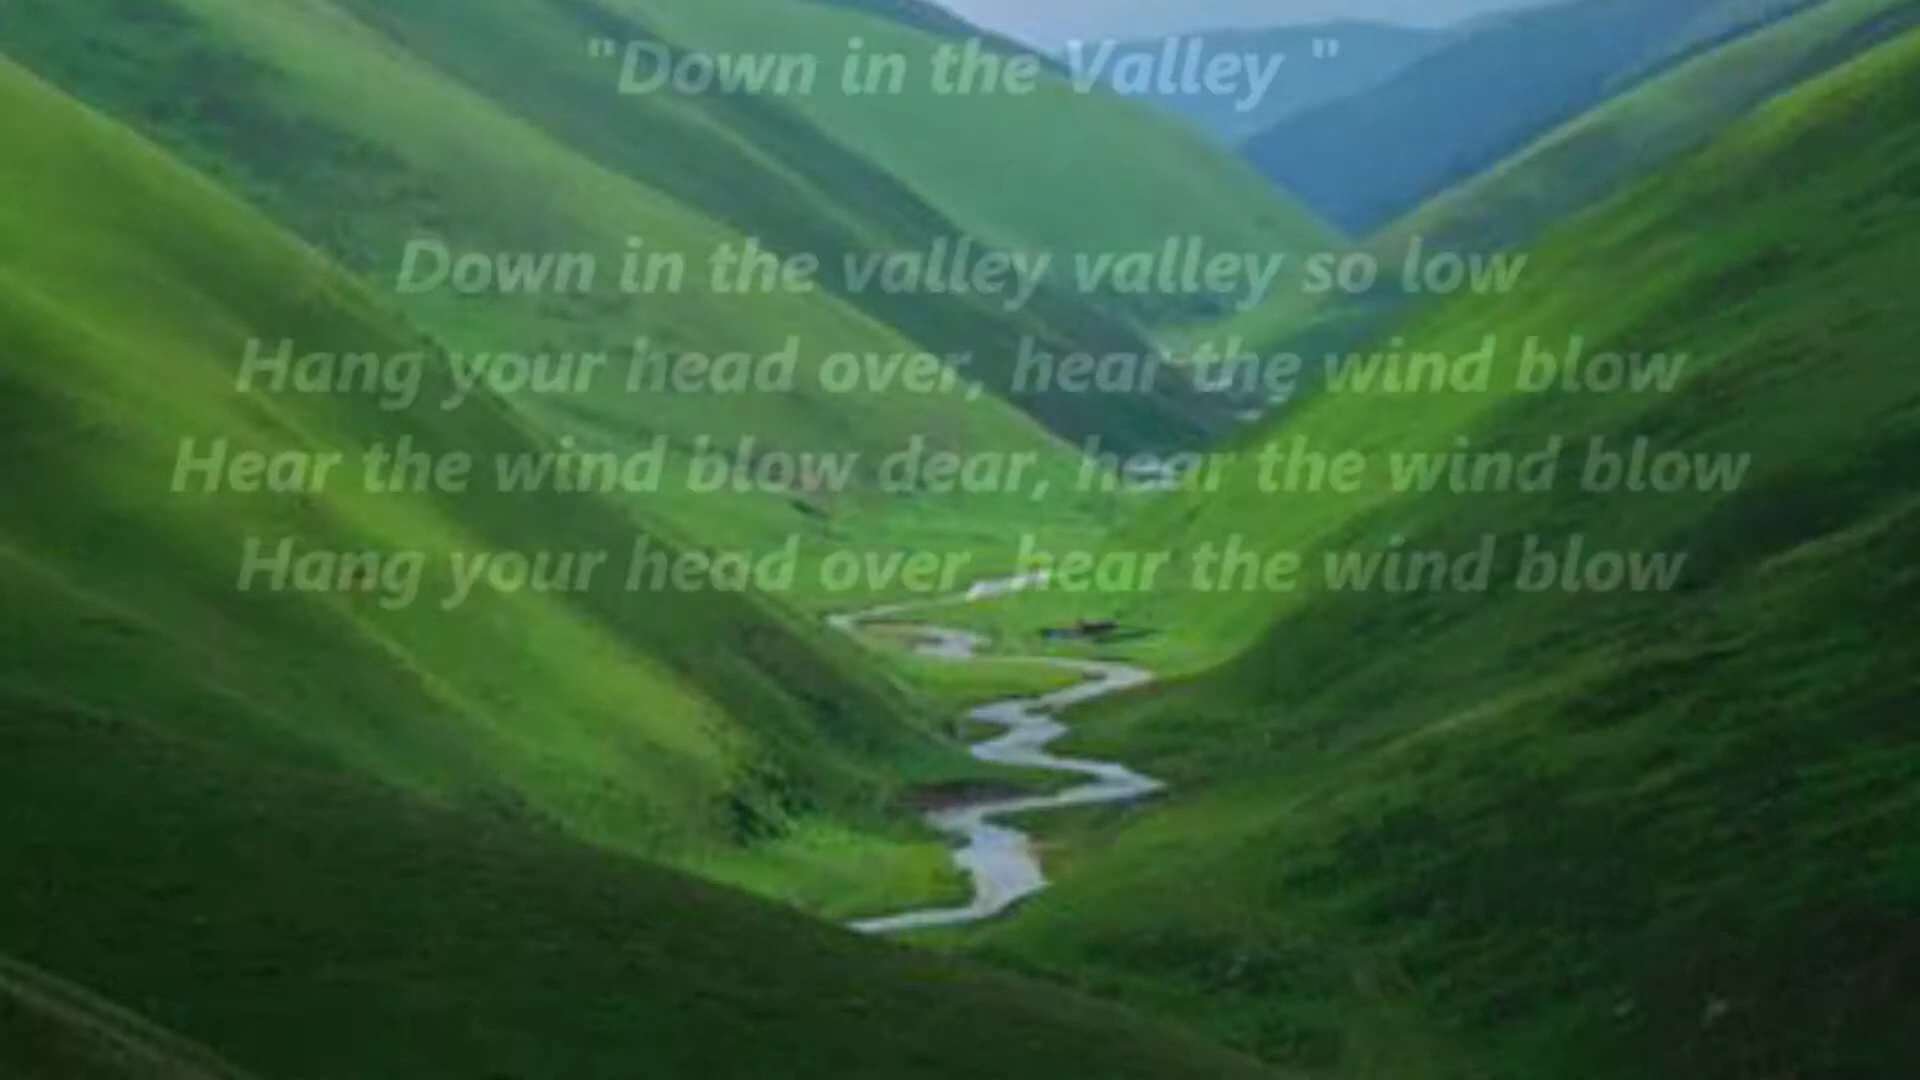 "Down in the Valley "
Down in the valley valley so low
Hang your head over, hear the wind blow
Hear the wind blow dear, hear the wind blow
Hang your head over, hear the wind blow